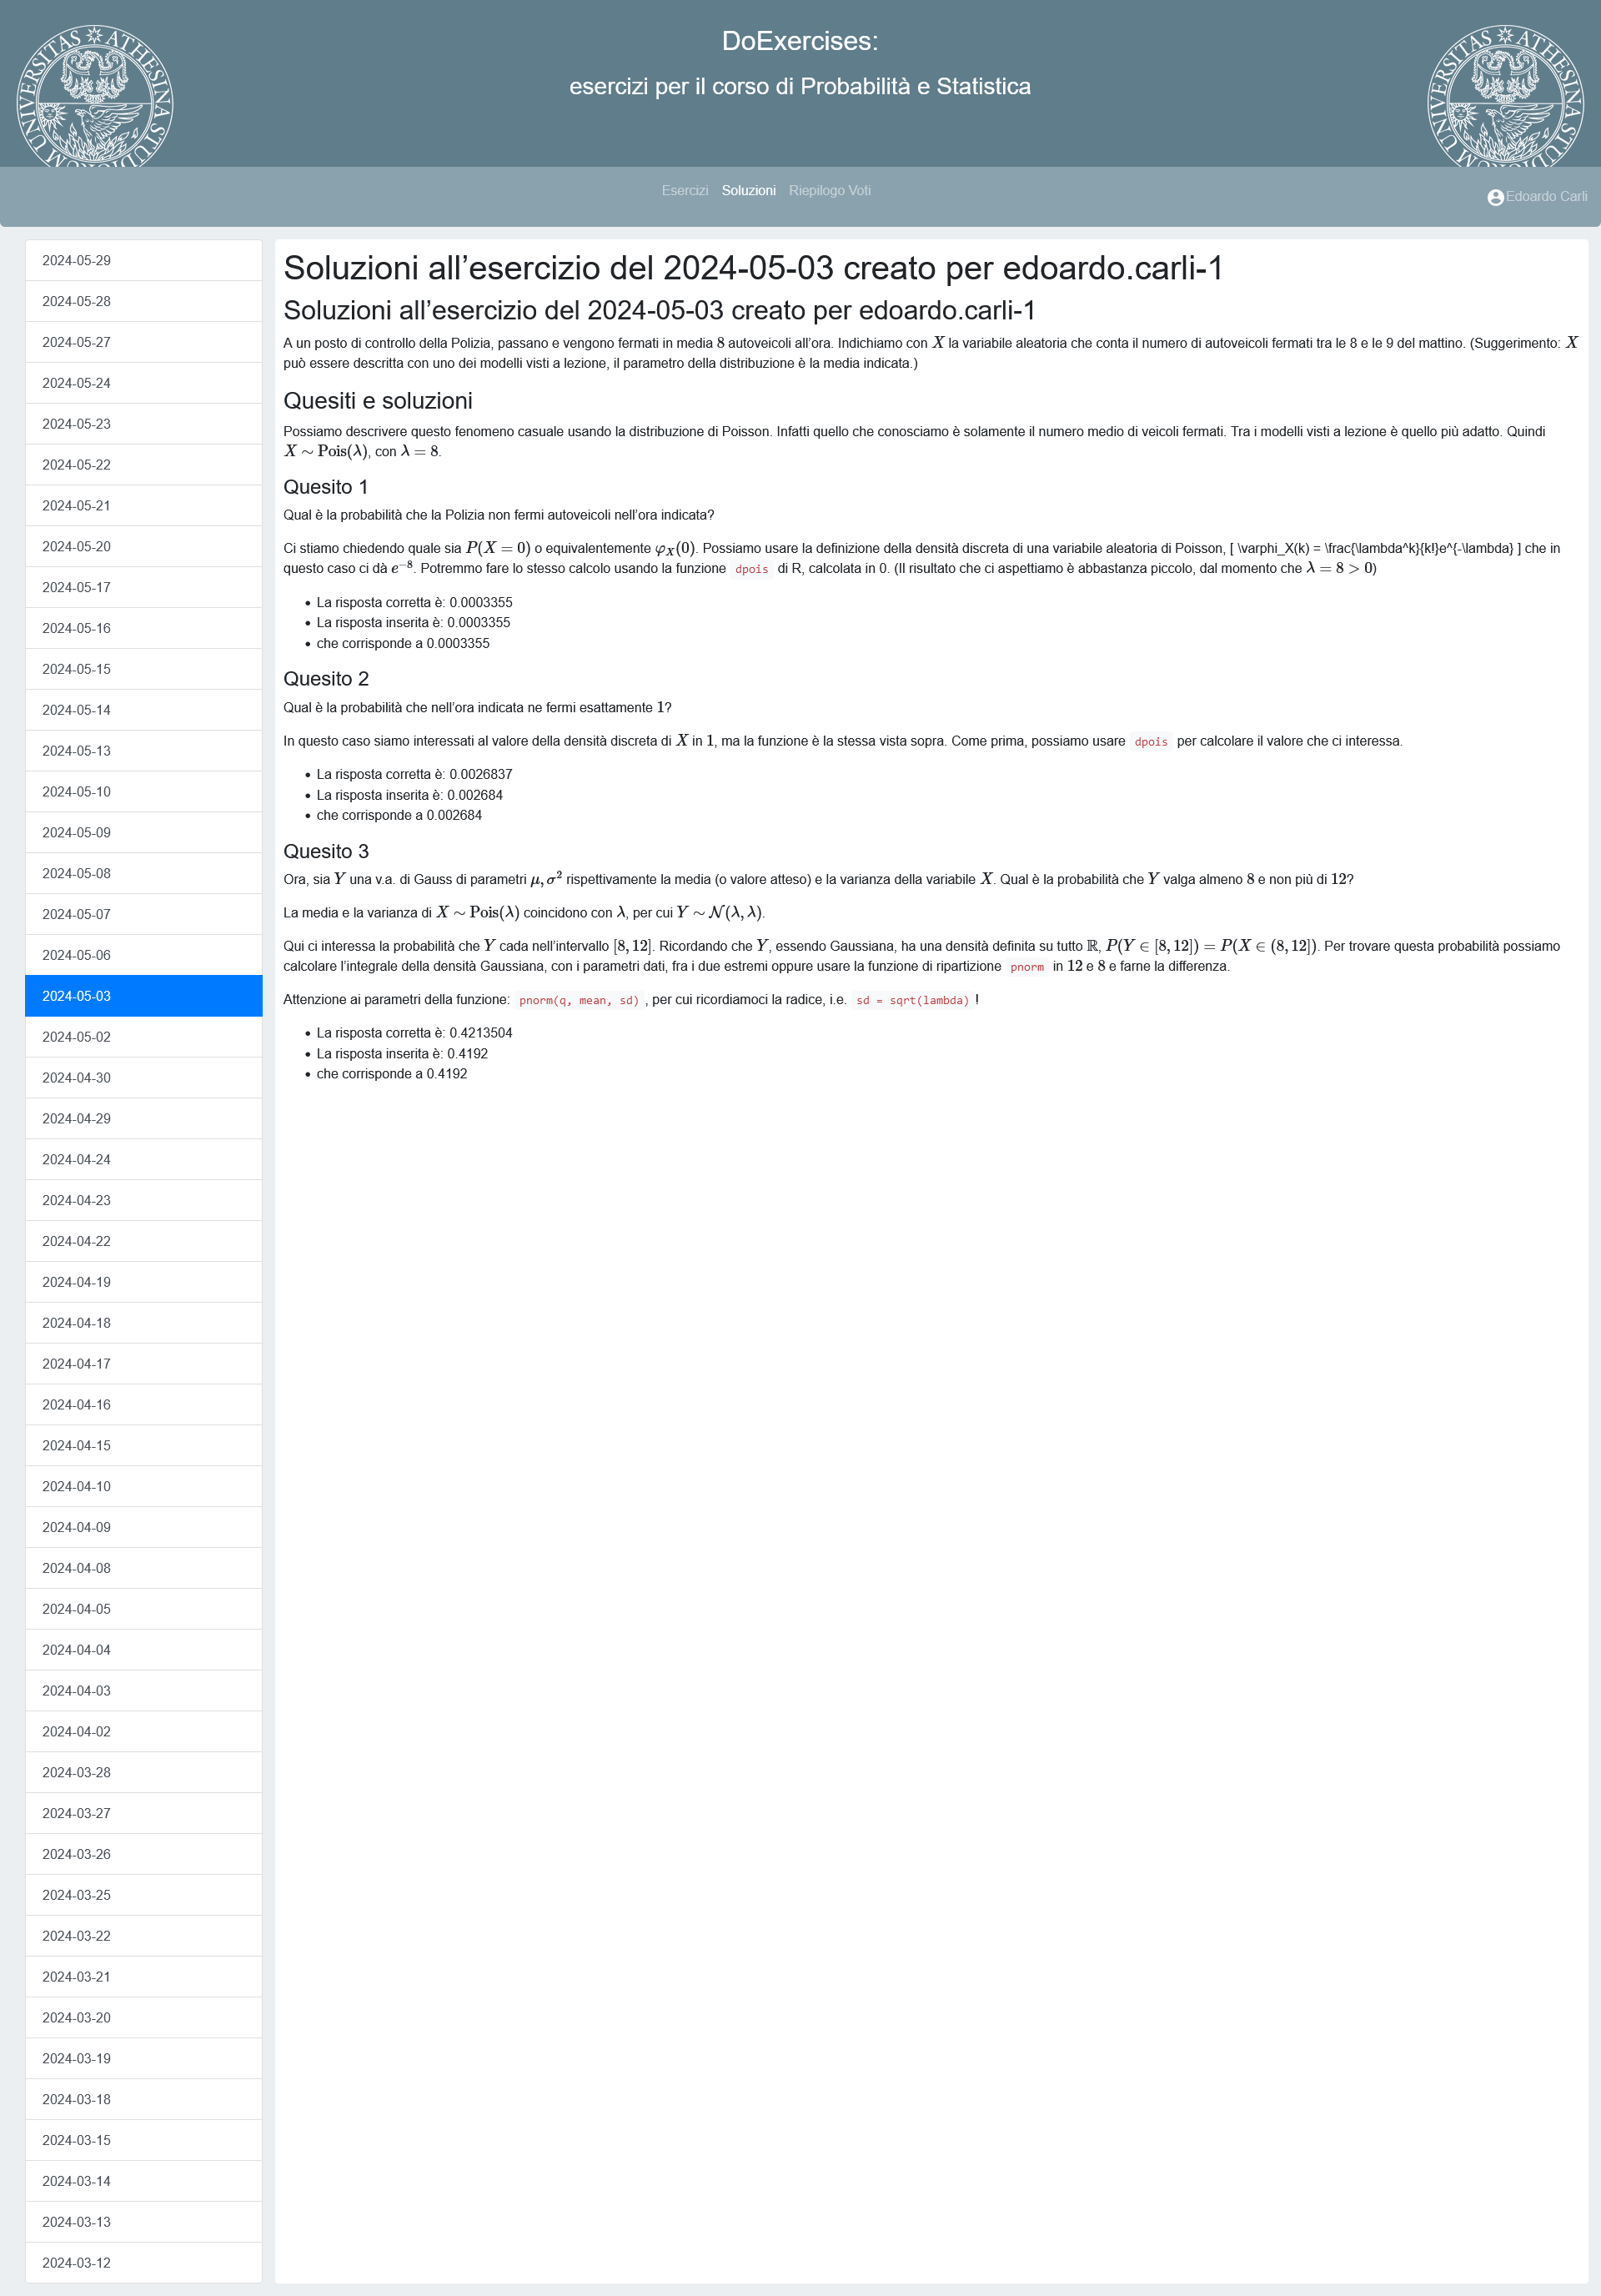 DoExercises:
esercizi per il corso di Probabilità e Statistica
UNIVERSITAS ATHESINA STUDIORUM
UNIVERSITAS ATHESINA STUDIORUM
Esercizi Soluzioni Riepilogo Voti
Edoardo Carli
2024-05-29
2024-05-28
2024-05-27
2024-05-24
2024-05-23
2024-05-22
2024-05-21
2024-05-20
2024-05-17
2024-05-16
2024-05-15
2024-05-14
2024-05-13
2024-05-10
2024-05-09
2024-05-08
2024-05-07
2024-05-06
2024-05-03
2024-05-02
2024-04-30
2024-04-29
2024-04-24
2024-04-23
2024-04-22
2024-04-19
2024-04-18
2024-04-17
2024-04-16
2024-04-15
2024-04-10
2024-04-09
2024-04-08
2024-04-05
2024-04-04
2024-04-03
2024-04-02
2024-03-28
2024-03-27
2024-03-26
2024-03-25
2024-03-22
2024-03-21
2024-03-20
2024-03-19
2024-03-18
2024-03-15
2024-03-14
2024-03-13
2024-03-12
Soluzioni all’esercizio del 2024-05-03 creato per edoardo.carli-1
Soluzioni all’esercizio del 2024-05-03 creato per edoardo.carli-1
A un posto di controllo della Polizia, passano e vengono fermati in media 8 autoveicoli all’ora. Indichiamo con X la variabile aleatoria che conta il numero di autoveicoli fermati tra le 8 e le 9 del mattino. (Suggerimento: X
può essere descritta con uno dei modelli visti a lezione, il parametro della distribuzione è la media indicata.)
Quesiti e soluzioni
Possiamo descrivere questo fenomeno casuale usando la distribuzione di Poisson. Infatti quello che conosciamo è solamente il numero medio di veicoli fermati. Tra i modelli visti a lezione è quello più adatto. Quindi
X ∼ Pois(λ), con λ = 8.
Quesito 1
Qual è la probabilità che la Polizia non fermi autoveicoli nell’ora indicata?
Ci stiamo chiedendo quale sia P(X = 0) o equivalentemente φ_X(0). Possiamo usare la definizione della densità discreta di una variabile aleatoria di Poisson, [ \varphi_X(k) = \frac{\lambda^k}{k!}e^{-\lambda} ] che in
questo caso ci dà e⁻⁸. Potremmo fare lo stesso calcolo usando la funzione dpois di R, calcolata in 0. (Il risultato che ci aspettiamo è abbastanza piccolo, dal momento che λ = 8 > 0)
• La risposta corretta è: 0.0003355
• La risposta inserita è: 0.0003355
• che corrisponde a 0.0003355
Quesito 2
Qual è la probabilità che nell’ora indicata ne fermi esattamente 1?
In questo caso siamo interessati al valore della densità discreta di X in 1, ma la funzione è la stessa vista sopra. Come prima, possiamo usare dpois per calcolare il valore che ci interessa.
• La risposta corretta è: 0.0026837
• La risposta inserita è: 0.002684
• che corrisponde a 0.002684
Quesito 3
Ora, sia Y una v.a. di Gauss di parametri μ, σ² rispettivamente la media (o valore atteso) e la varianza della variabile X. Qual è la probabilità che Y valga almeno 8 e non più di 12?
La media e la varianza di X ∼ Pois(λ) coincidono con λ, per cui Y ∼ 𝒩(λ, λ).
Qui ci interessa la probabilità che Y cada nell’intervallo [8, 12]. Ricordando che Y, essendo Gaussiana, ha una densità definita su tutto ℝ, P(Y ∈ [8, 12]) = P(X ∈ (8, 12]). Per trovare questa probabilità possiamo
calcolare l’integrale della densità Gaussiana, con i parametri dati, fra i due estremi oppure usare la funzione di ripartizione pnorm in 12 e 8 e farne la differenza.
Attenzione ai parametri della funzione: pnorm(q, mean, sd) , per cui ricordiamoci la radice, i.e. sd = sqrt(lambda) !
• La risposta corretta è: 0.4213504
• La risposta inserita è: 0.4192
• che corrisponde a 0.4192